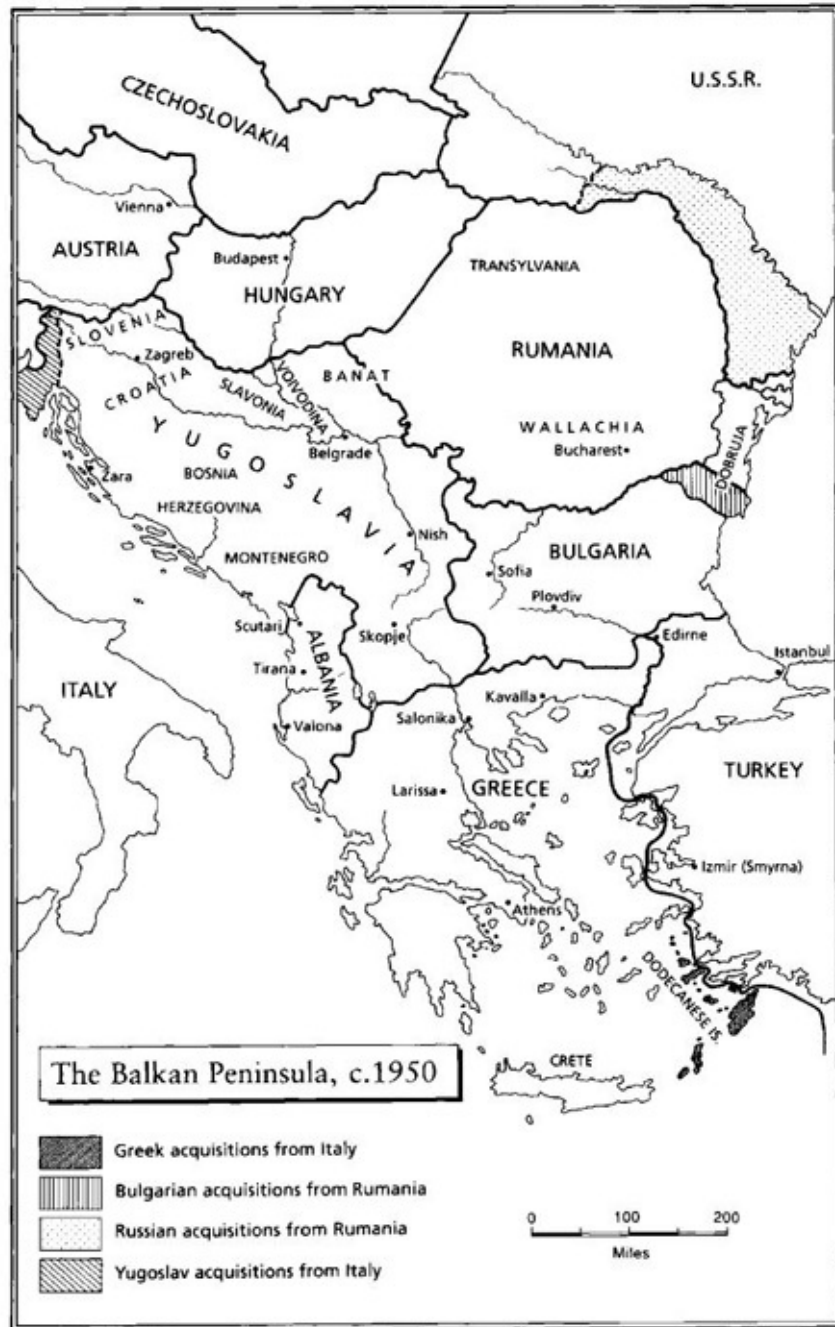 U.S.S.R.
CZECHOSLOVAKIA
Vienna
AUSTRIA
Budapest
HUNGARY
TRANSYLVANIA
RUMANIA
SLOVENIA
Zagreb
CROATIA
SLAVONIA
VOIVODINA
BANAT
WALLACHIA
Bucharest
DOBRUJA
YUGOSLAVIA
Belgrade
Zara
BOSNIA
HERZEGOVINA
MONTENEGRO
Nish
BULGARIA
Sofia
Plovdiv
Scutari
ALBANIA
Skopje
Edirne
Istanbul
Tirana
ITALY
Valona
Salonika
Kavalla
TURKEY
Larissa
GREECE
Izmir (Smyrna)
Athens
DODECANESE IS.
CRETE
The Balkan Peninsula, c.1950
Greek acquisitions from Italy
Bulgarian acquisitions from Rumania
Russian acquisitions from Rumania
Yugoslav acquisitions from Italy
0 100 200
Miles